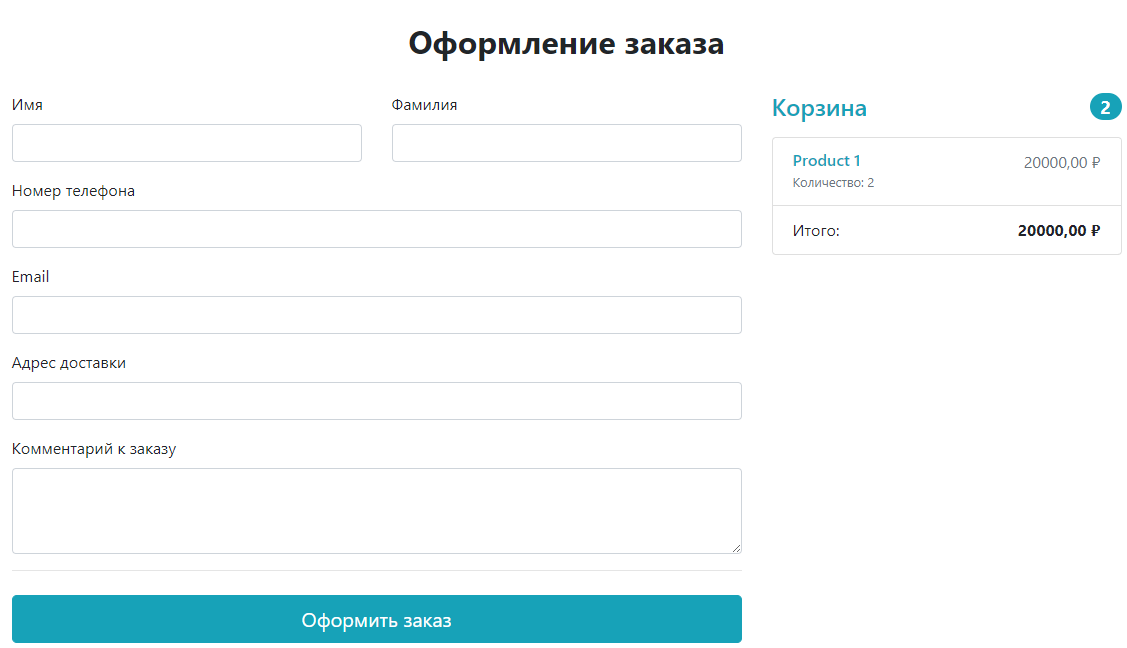 Оформление заказа
Имя
Фамилия
Номер телефона
Email
Адрес доставки
Комментарий к заказу
Оформить заказ
Корзина 2
Product 1 20000,00 ₽
Количество: 2
Итого: 20000,00 ₽